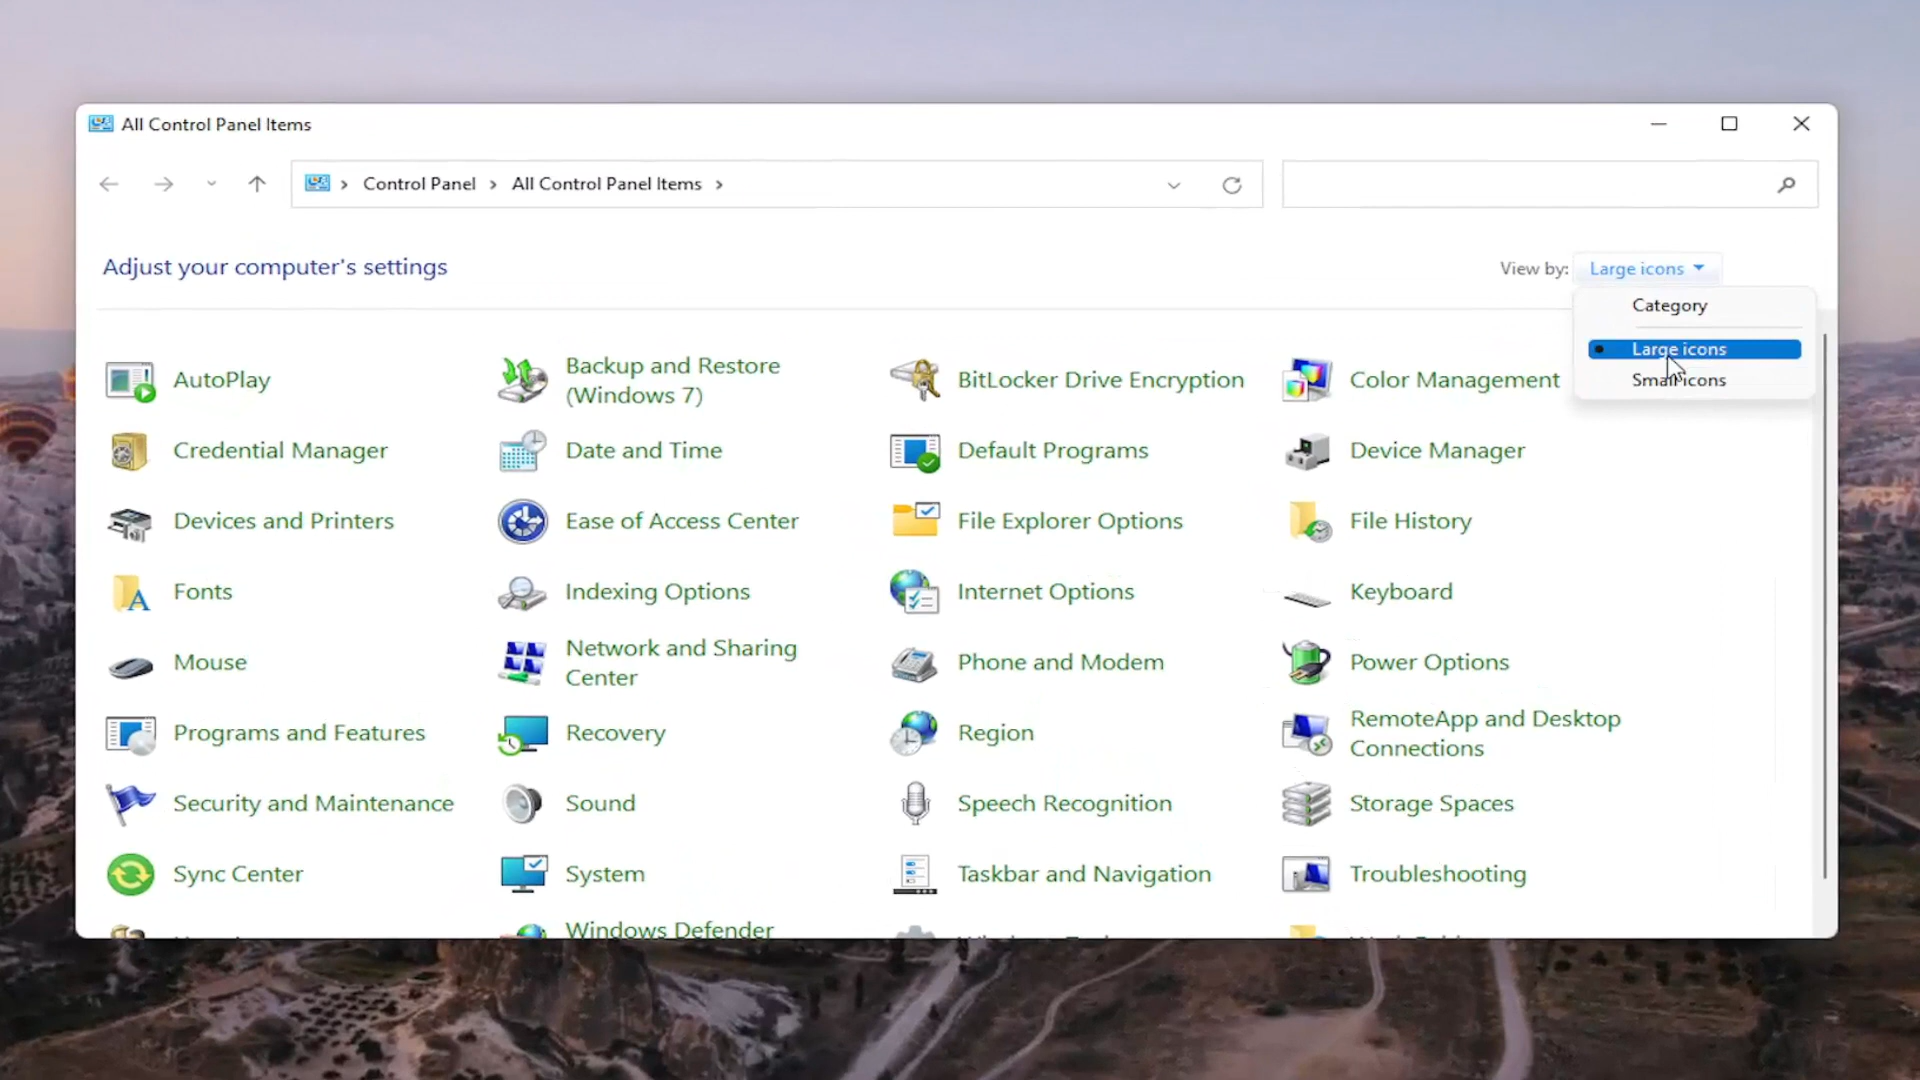 All Control Panel Items
Control Panel
All Control Panel Items
Adjust your computer's settings
View by: Large icons
Category
Large icons
Small icons
AutoPlay
Backup and Restore
(Windows 7)
BitLocker Drive Encryption
Color Management
Credential Manager
Date and Time
Default Programs
Device Manager
Devices and Printers
Ease of Access Center
File Explorer Options
File History
Fonts
Indexing Options
Internet Options
Keyboard
Mouse
Network and Sharing
Center
Phone and Modem
Power Options
Programs and Features
Recovery
Region
RemoteApp and Desktop
Connections
Security and Maintenance
Sound
Speech Recognition
Storage Spaces
Sync Center
System
Taskbar and Navigation
Troubleshooting
Windows Defender